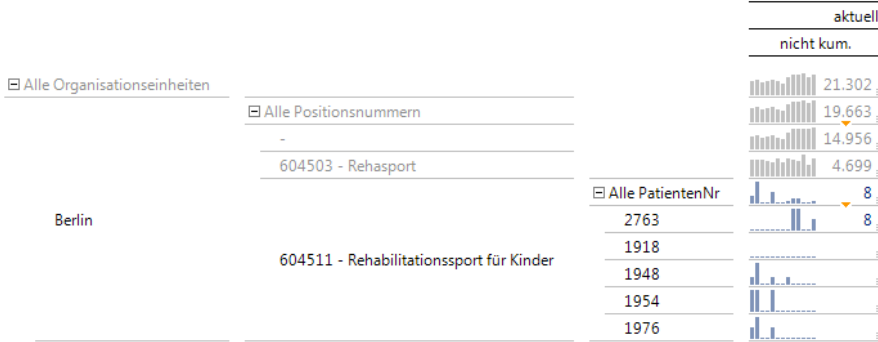 aktuell
nicht kum.
Alle Organisationseinheiten 21.302
Alle Positionsnummern 19.663
- 14.956
604503 - Rehasport 4.699
Alle PatientenNr 8
Berlin 2763 8
1918
604511 - Rehabilitationssport für Kinder
1948
1954
1976